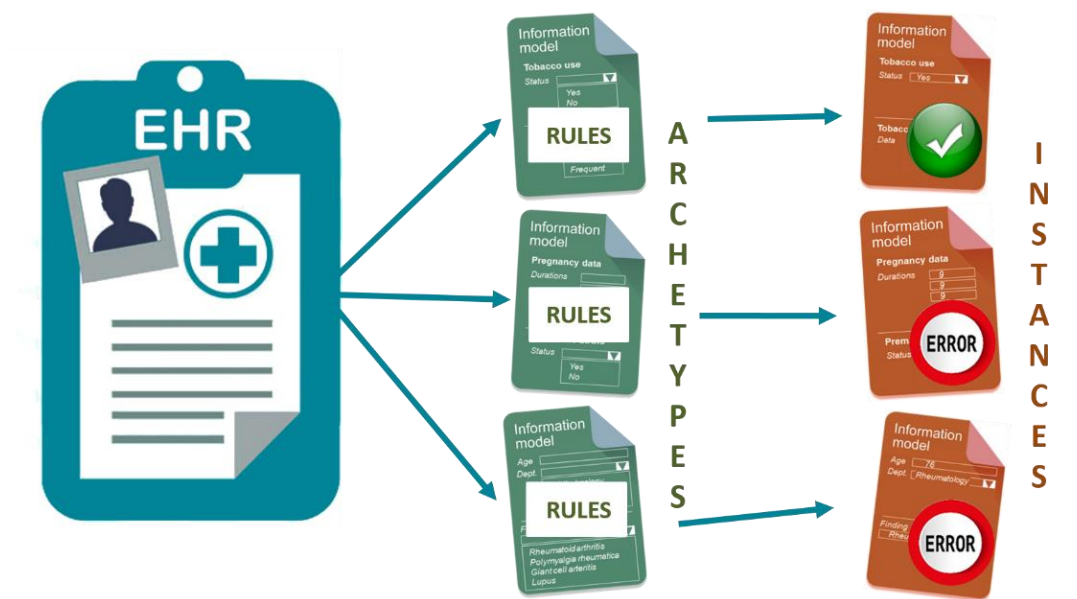 EHR
Information
model
Tobacco use
Status
Yes
No
RULES
Frequent
Information
model
Pregnancy data
Durations
RULES
Status
Yes
No
Information
model
Age
Dept.
RULES
Rheumatoid arthritis
Polymyalgia rheumatica
Giant cell arteritis
Lupus
ARCHETYPES
Information
model
Tobacco use
Status Yes
Data
Information
model
Pregnancy data
Durations 9
9
9
ERROR
Status
Information
model
Age 76
Dept. Rheumatology
Finding
ERROR
INSTANCES